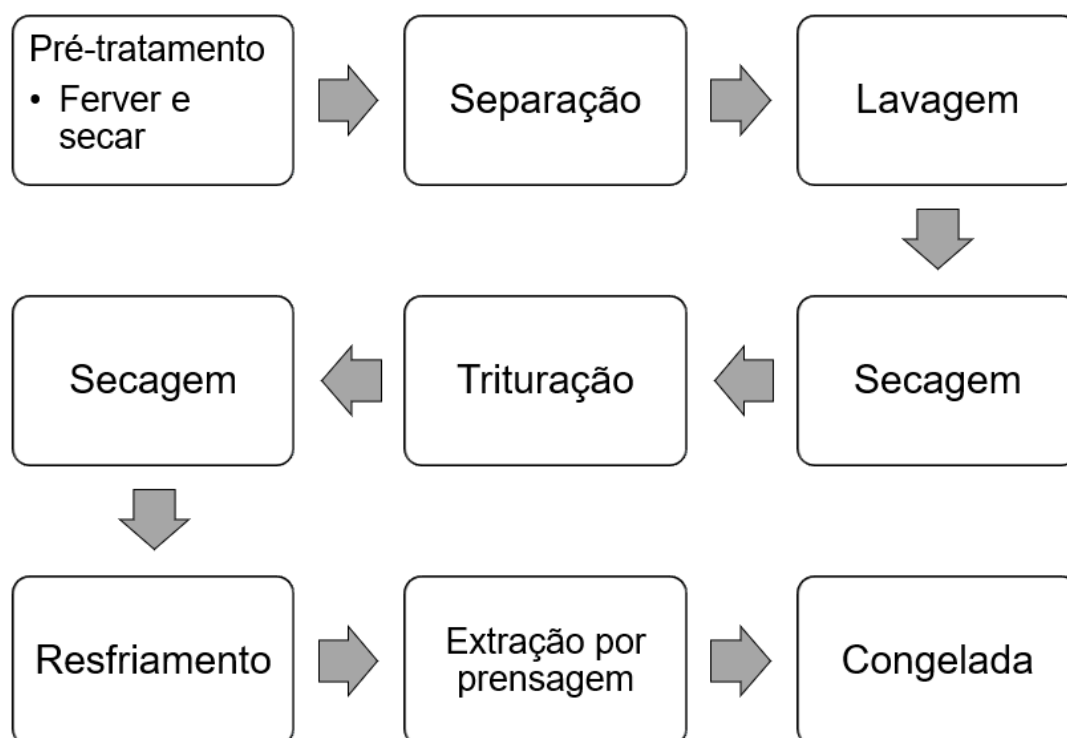 Pré-tratamento
• Ferver e
secar
Separação
Lavagem
Secagem
Trituração
Secagem
Resfriamento
Extração por
prensagem
Congelada